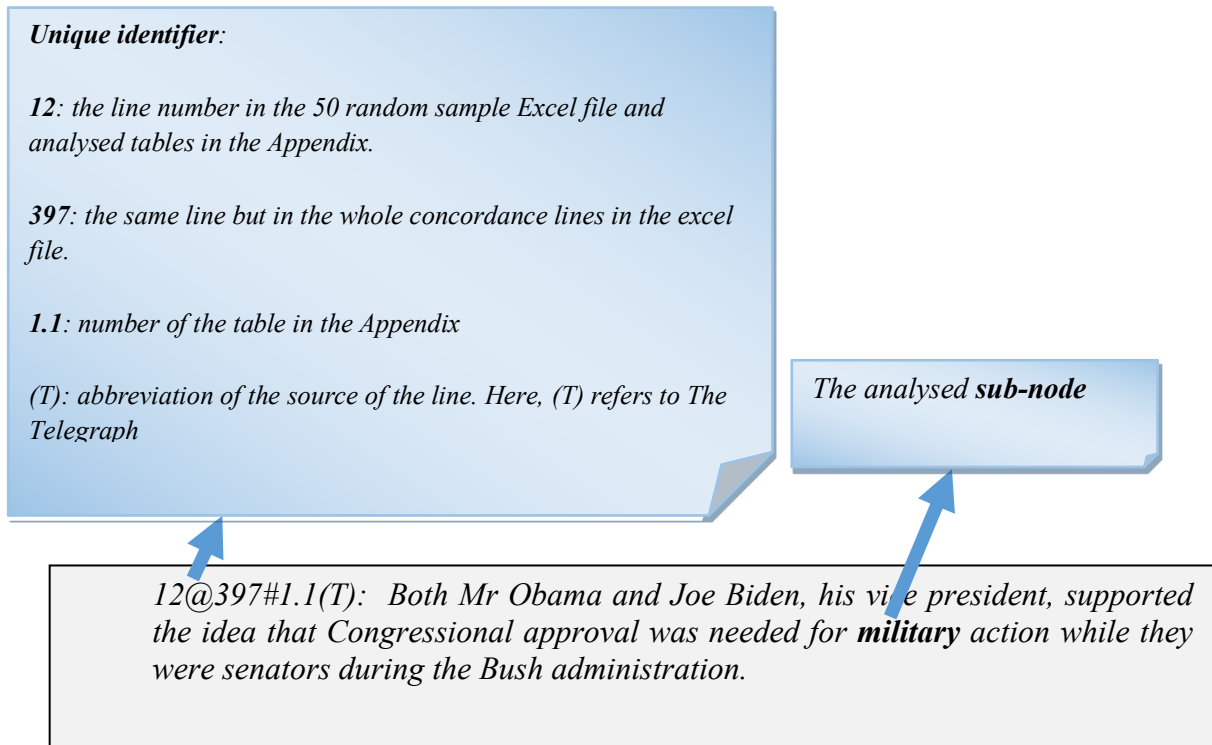 Unique identifier:
12: the line number in the 50 random sample Excel file and
analysed tables in the Appendix.
397: the same line but in the whole concordance lines in the excel
file.
1.1: number of the table in the Appendix
(T): abbreviation of the source of the line. Here, (T) refers to The
Telegraph
The analysed sub-node
12@397#1.1(T): Both Mr Obama and Joe Biden, his vice president, supported
the idea that Congressional approval was needed for military action while they
were senators during the Bush administration.